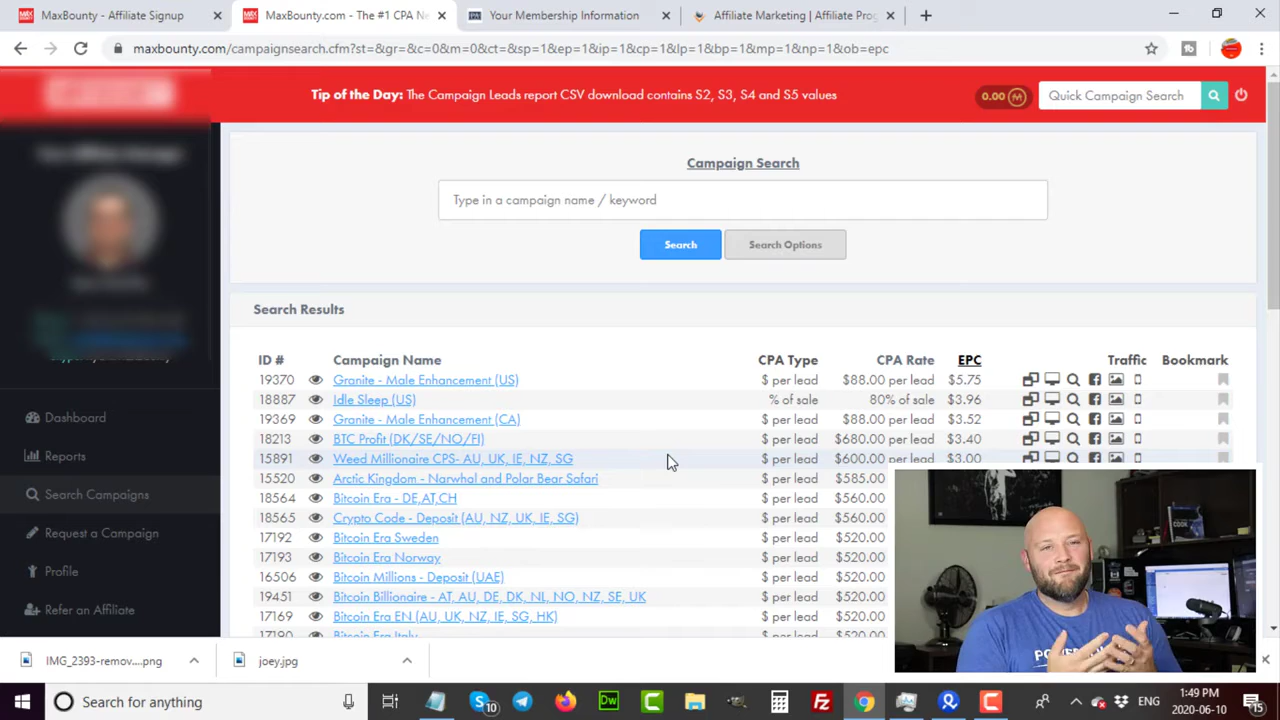 MaxBounty - Affiliate Signup
MaxBounty.com - The #1 CPA Ne
Your Membership Information
Affiliate Marketing | Affiliate Prog
maxbounty.com/campaignsearch.cfm?st=&gr=&c=0&m=0&ct=&sp=1&ep=1&ip=1&cp=1&lp=1&bp=1&mp=1&np=1&ob=epc
Tip of the Day: The Campaign Leads report CSV download contains S2, S3, S4 and S5 values
0.00
Quick Campaign Search
Campaign Search
Type in a campaign name / keyword
Search
Search Options
Search Results
ID # Campaign Name CPA Type CPA Rate EPC Traffic Bookmark
19370 Granite - Male Enhancement (US) $ per lead $88.00 per lead $5.75
18887 Idle Sleep (US) % of sale 80% of sale $3.96
19369 Granite - Male Enhancement (CA) $ per lead $88.00 per lead $3.52
18213 BTC Profit (DK/SE/NO/FI) $ per lead $680.00 per lead $3.40
15891 Weed Millionaire CPS- AU, UK, IE, NZ, SG $ per lead $600.00 per lead $3.00
15520 Arctic Kingdom - Narwhal and Polar Bear Safari $ per lead $585.00
18564 Bitcoin Era - DE,AT,CH $ per lead $560.00
18565 Crypto Code - Deposit (AU, NZ, UK, IE, SG) $ per lead $560.00
17192 Bitcoin Era Sweden $ per lead $520.00
17193 Bitcoin Era Norway $ per lead $520.00
16506 Bitcoin Millions - Deposit (UAE) $ per lead $520.00
19451 Bitcoin Billionaire - AT, AU, DE, DK, NL, NO, NZ, SE, UK $ per lead $520.00
17169 Bitcoin Era EN (AU, UK, NZ, IE, SG, HK) $ per lead $520.00
17190 Bitcoin Era Italy $ per lead $520.00
Dashboard
Reports
Search Campaigns
Request a Campaign
Profile
Refer an Affiliate
COOK
IMG_2393-remov....png
joey.jpg
Search for anything
10
Dw
ENG
1:49 PM
2020-06-10
15